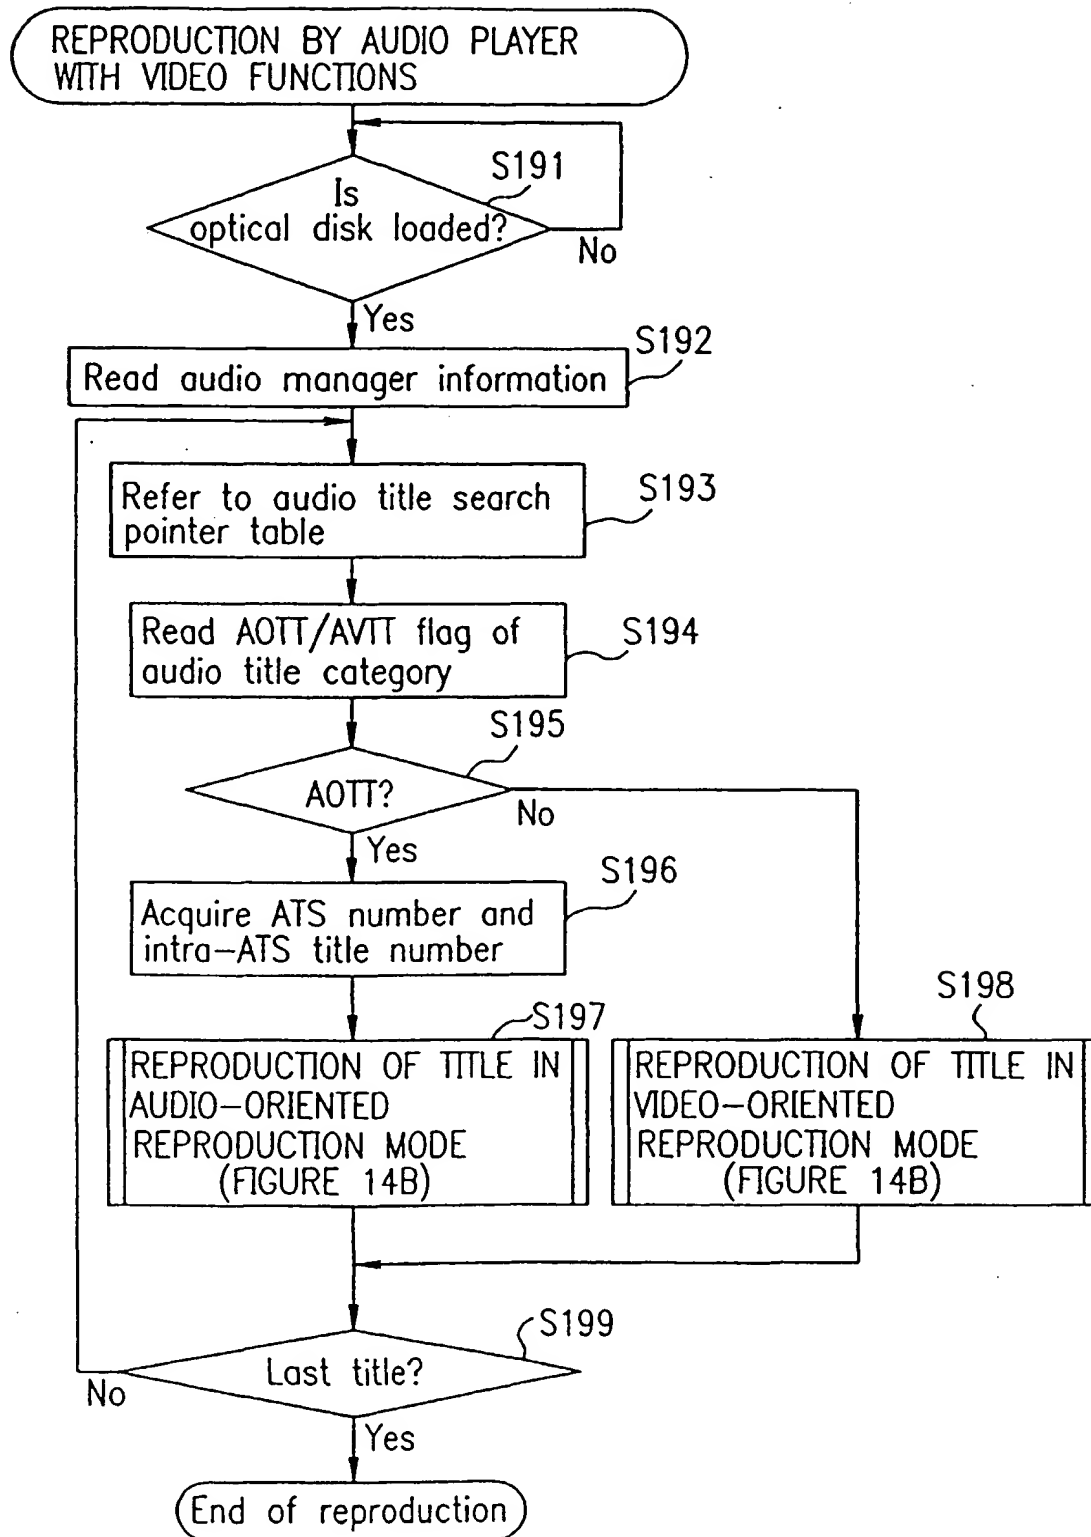 REPRODUCTION BY AUDIO PLAYER
WITH VIDEO FUNCTIONS
S191
Is
optical disk loaded?
No
Yes
S192
Read audio manager information
S193
Refer to audio title search
pointer table
S194
Read AOTT/AVTT flag of
audio title category
S195
AOTT?
No
Yes
S196
Acquire ATS number and
intra-ATS title number
S197
REPRODUCTION OF TITLE IN
AUDIO-ORIENTED
REPRODUCTION MODE
(FIGURE 14B)
S198
REPRODUCTION OF TITLE IN
VIDEO-ORIENTED
REPRODUCTION MODE
(FIGURE 14B)
S199
Last title?
No
Yes
End of reproduction